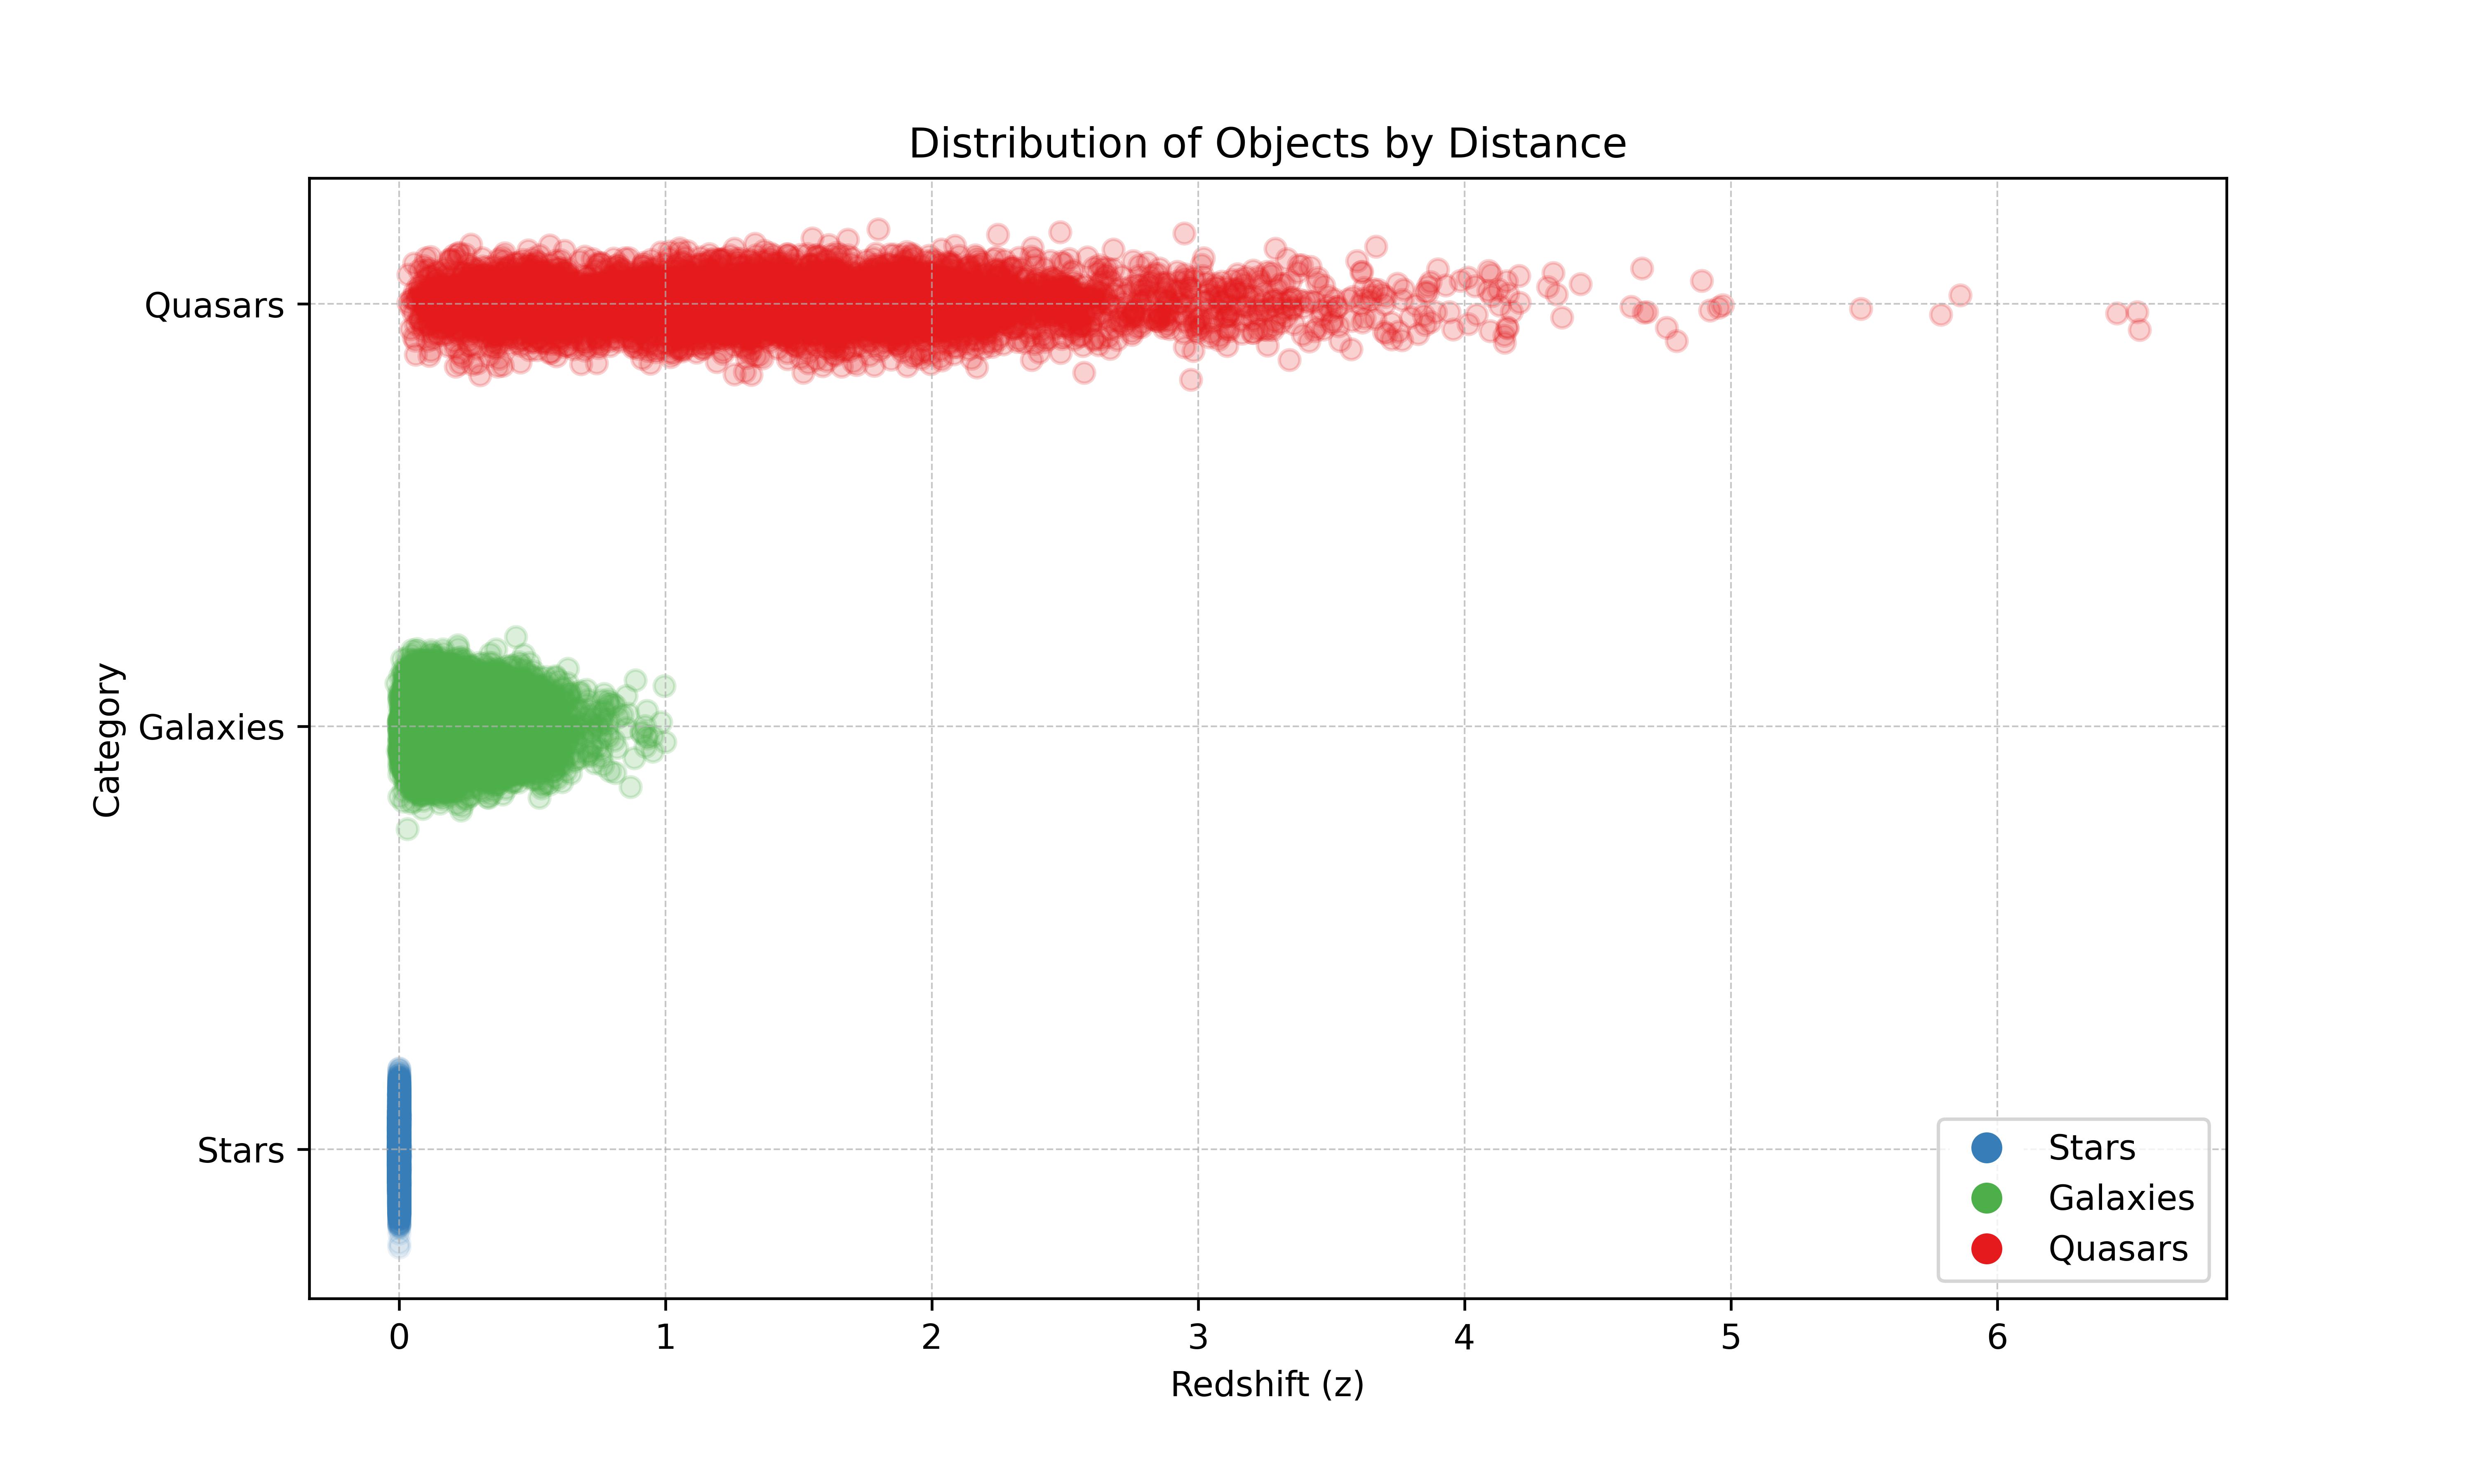 Distribution of Objects by Distance
Quasars
Galaxies
Stars
Category
0 1 2 3 4 5 6
Redshift (z)
Stars
Galaxies
Quasars